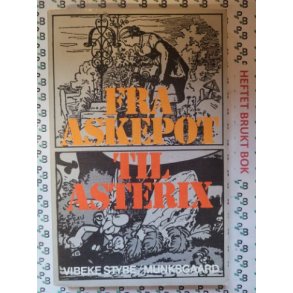 FRA
ASKEPOT
TIL
ASTERIX
VIBEKE STYBE/MUNKSGAARD
HEFTET BRUKT BOK